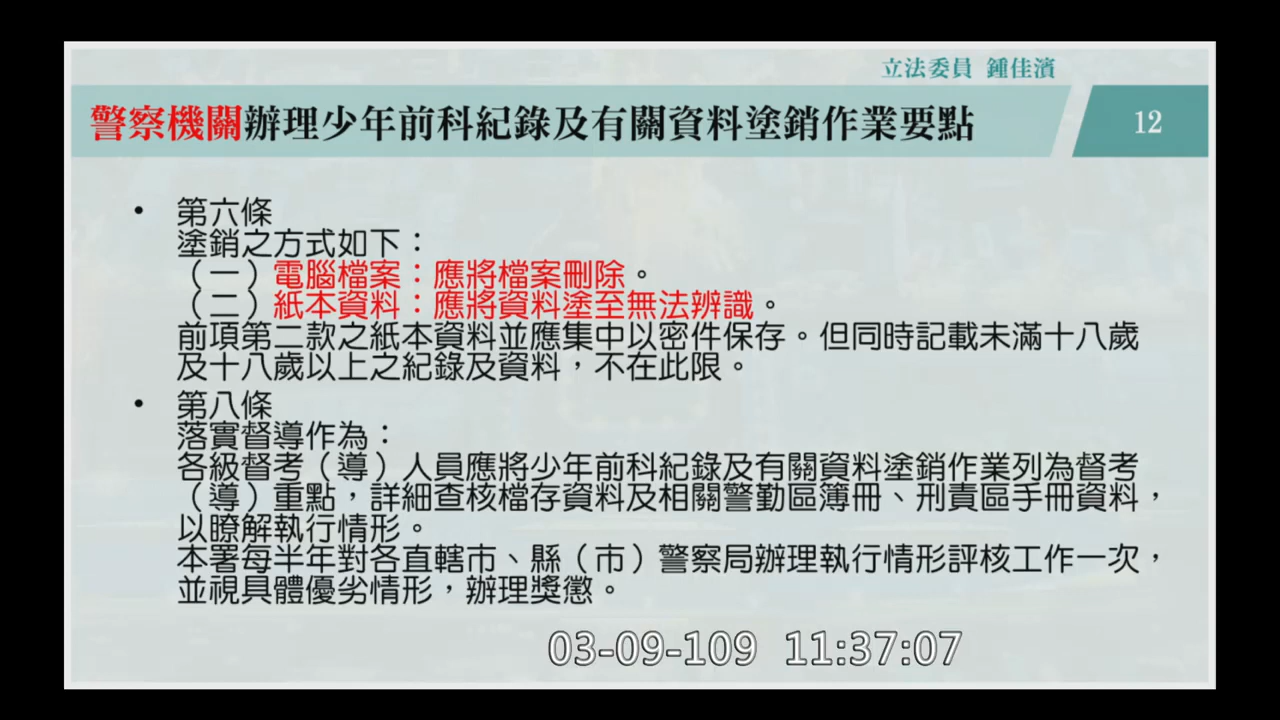 立法委員 鍾佳濱
警察機關辦理少年前科紀錄及有關資料塗銷作業要點
12
• 第六條
塗銷之方式如下：
（一）電腦檔案：應將檔案刪除。
（二）紙本資料：應將資料塗至無法辨識。
前項第二款之紙本資料並應集中以密件保存。但同時記載未滿十八歲
及十八歲以上之紀錄及資料，不在此限。
• 第八條
落實督導作為：
各級督考（導）人員應將少年前科紀錄及有關資料塗銷作業列為督考
（導）重點，詳細查核檔存資料及相關警勤區簿冊、刑責區手冊資料，
以瞭解執行情形。
本署每半年對各直轄市、縣（市）警察局辦理執行情形評核工作一次，
並視具體優劣情形，辦理獎懲。
03-09-109 11:37:07